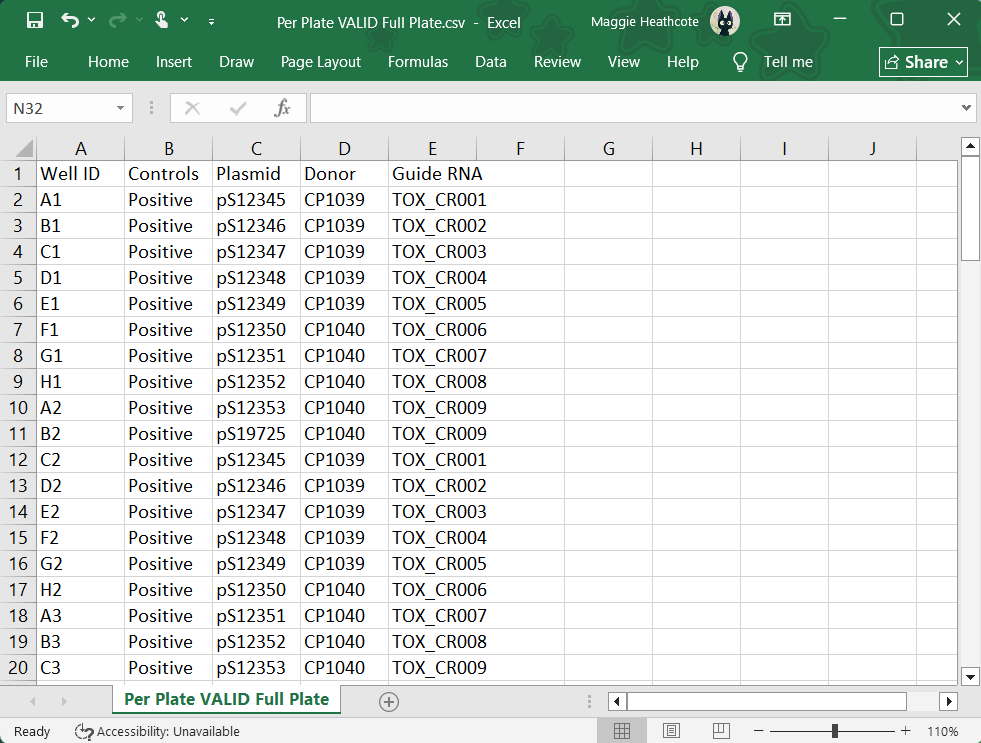 Per Plate VALID Full Plate.csv - Excel Maggie Heathcote
File Home Insert Draw Page Layout Formulas Data Review View Help Tell me Share
N32 fx
A B C D E F G H I J
1 Well ID Controls Plasmid Donor Guide RNA
2 A1 Positive pS12345 CP1039 TOX_CR001
3 B1 Positive pS12346 CP1039 TOX_CR002
4 C1 Positive pS12347 CP1039 TOX_CR003
5 D1 Positive pS12348 CP1039 TOX_CR004
6 E1 Positive pS12349 CP1039 TOX_CR005
7 F1 Positive pS12350 CP1040 TOX_CR006
8 G1 Positive pS12351 CP1040 TOX_CR007
9 H1 Positive pS12352 CP1040 TOX_CR008
10 A2 Positive pS12353 CP1040 TOX_CR009
11 B2 Positive pS19725 CP1040 TOX_CR009
12 C2 Positive pS12345 CP1039 TOX_CR001
13 D2 Positive pS12346 CP1039 TOX_CR002
14 E2 Positive pS12347 CP1039 TOX_CR003
15 F2 Positive pS12348 CP1039 TOX_CR004
16 G2 Positive pS12349 CP1039 TOX_CR005
17 H2 Positive pS12350 CP1040 TOX_CR006
18 A3 Positive pS12351 CP1040 TOX_CR007
19 B3 Positive pS12352 CP1040 TOX_CR008
20 C3 Positive pS12353 CP1040 TOX_CR009
Per Plate VALID Full Plate
Ready Accessibility: Unavailable 110%